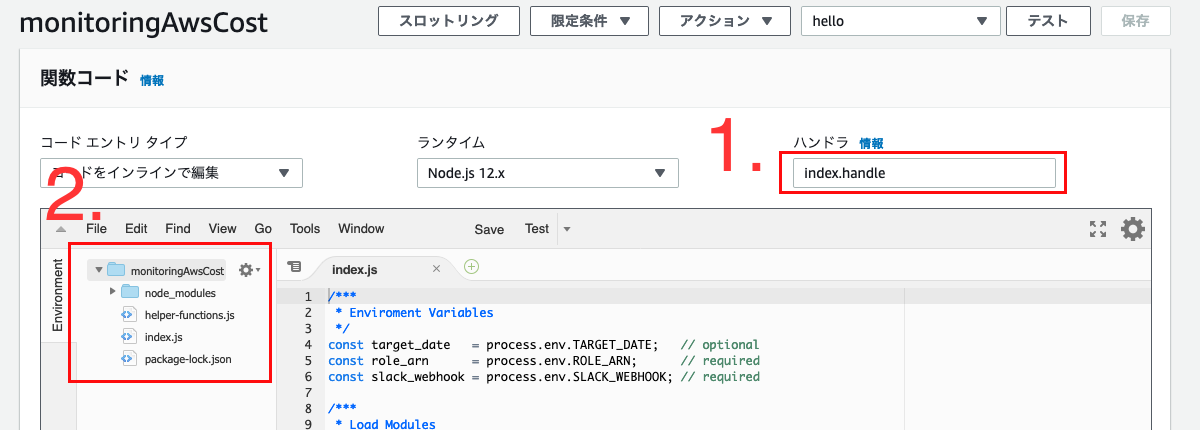 monitoringAwsCost
スロットリング 限定条件 ▼ アクション ▼ hello ▼ テスト 保存
関数コード 情報
コード エントリ タイプ ランタイム 1. ハンドラ 情報
コードをインラインで編集 ▼ Node.js 12.x ▼ index.handle
2.
File Edit Find View Go Tools Window Save Test
Environment
monitoringAwsCost
node_modules
helper-functions.js
index.js
package-lock.json
index.js ×
1 /***
2  * Enviroment Variables
3  */
4 const target_date   = process.env.TARGET_DATE;   // optional
5 const role_arn      = process.env.ROLE_ARN;      // required
6 const slack_webhook = process.env.SLACK_WEBHOOK; // required
7
8 /***
9  * Load Modules